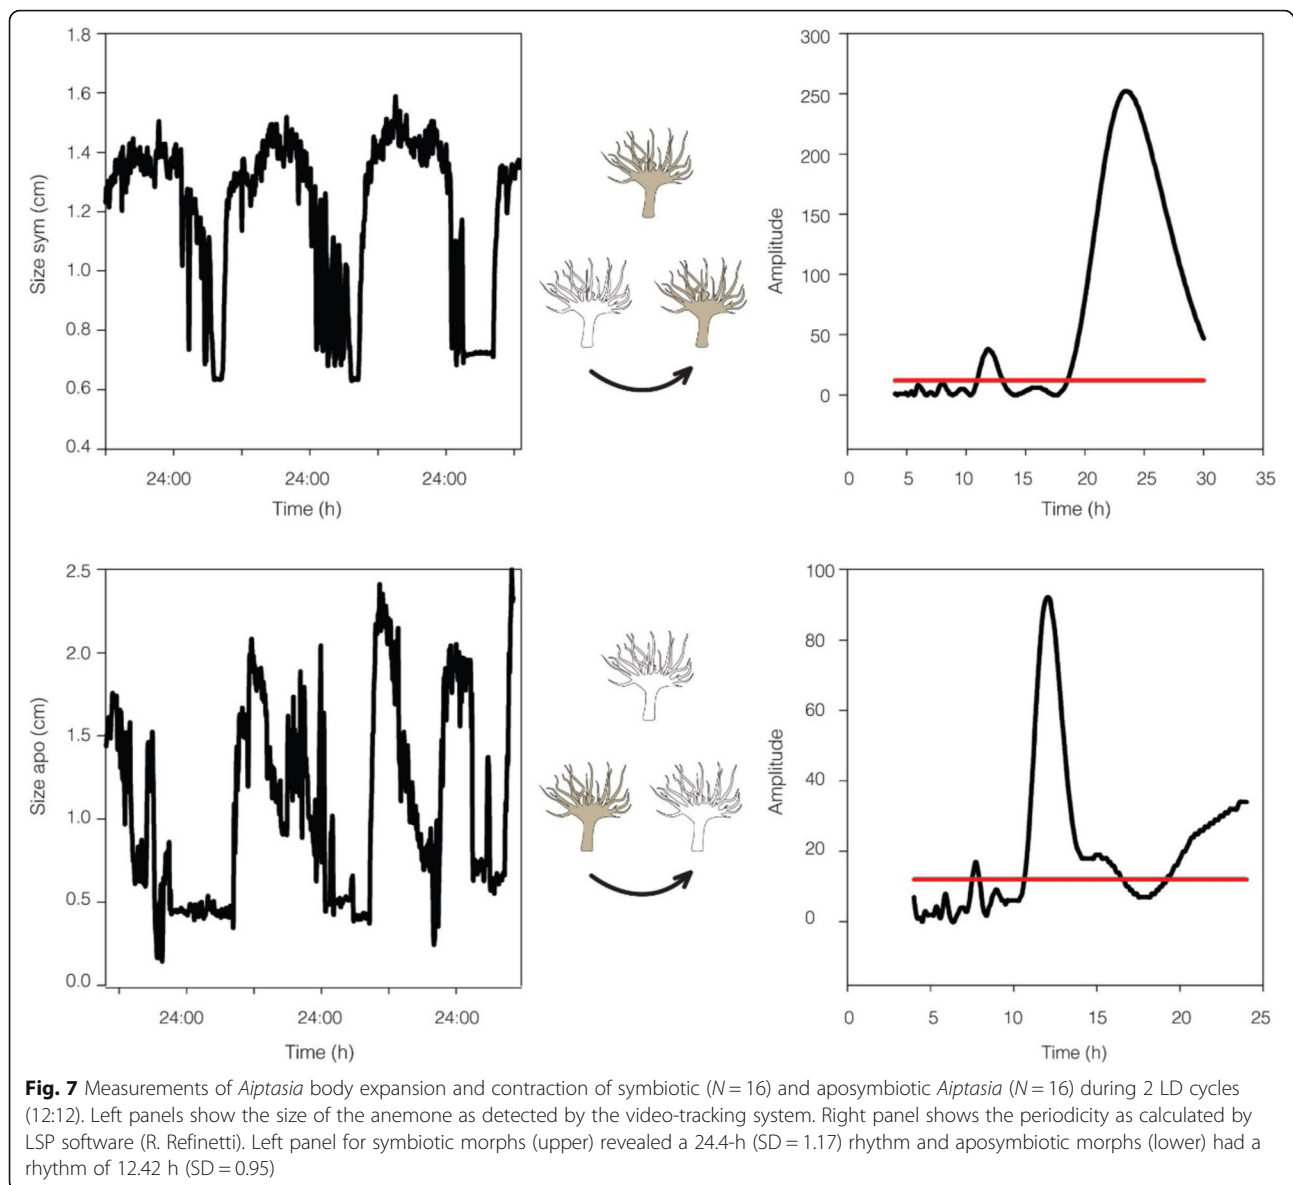 1.8
1.6
1.4
1.2
1.0
0.8
0.6
0.4
Size sym (cm)
24:00 24:00 24:00
Time (h)
300
250
200
150
100
50
0
Amplitude
0 5 10 15 20 25 30 35
Time (h)
2.5
2.0
1.5
1.0
0.5
0.0
Size apo (cm)
24:00 24:00 24:00
Time (h)
100
80
60
40
20
0
Amplitude
0 5 10 15 20 25
Time (h)
Fig. 7 Measurements of Aiptasia body expansion and contraction of symbiotic (N = 16) and aposymbiotic Aiptasia (N = 16) during 2 LD cycles
(12:12). Left panels show the size of the anemone as detected by the video-tracking system. Right panel shows the periodicity as calculated by
LSP software (R. Refinetti). Left panel for symbiotic morphs (upper) revealed a 24.4-h (SD = 1.17) rhythm and aposymbiotic morphs (lower) had a
rhythm of 12.42 h (SD = 0.95)